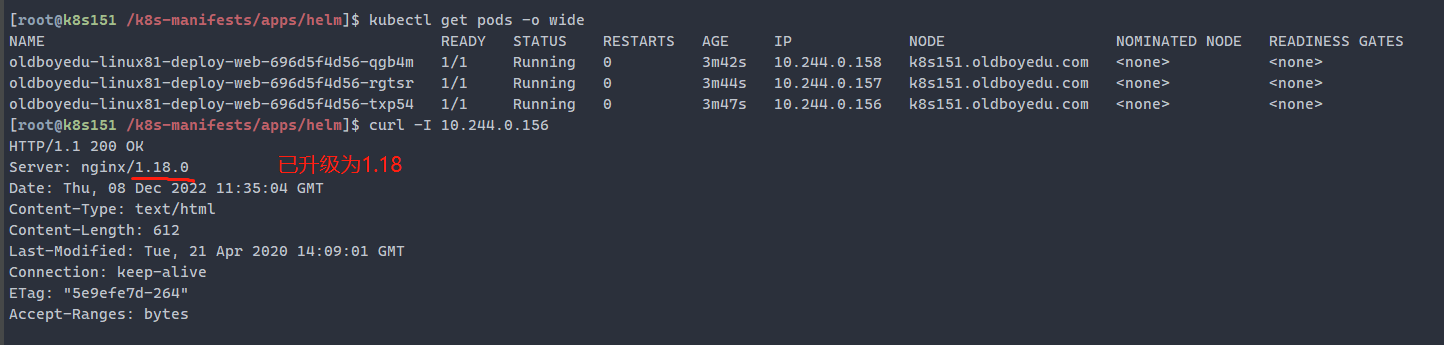 [root@k8s151 /k8s-manifests/apps/helm]$ kubectl get pods -o wide
NAME READY STATUS RESTARTS AGE IP NODE NOMINATED NODE READINESS GATES
oldboyedu-linux81-deploy-web-696d5f4d56-qgb4m 1/1 Running 0 3m42s 10.244.0.158 k8s151.oldboyedu.com <none> <none>
oldboyedu-linux81-deploy-web-696d5f4d56-rgtsr 1/1 Running 0 3m44s 10.244.0.157 k8s151.oldboyedu.com <none> <none>
oldboyedu-linux81-deploy-web-696d5f4d56-txp54 1/1 Running 0 3m47s 10.244.0.156 k8s151.oldboyedu.com <none> <none>
[root@k8s151 /k8s-manifests/apps/helm]$ curl -I 10.244.0.156
HTTP/1.1 200 OK
Server: nginx/1.18.0 已升级为1.18
Date: Thu, 08 Dec 2022 11:35:04 GMT
Content-Type: text/html
Content-Length: 612
Last-Modified: Tue, 21 Apr 2020 14:09:01 GMT
Connection: keep-alive
ETag: "5e9efe7d-264"
Accept-Ranges: bytes